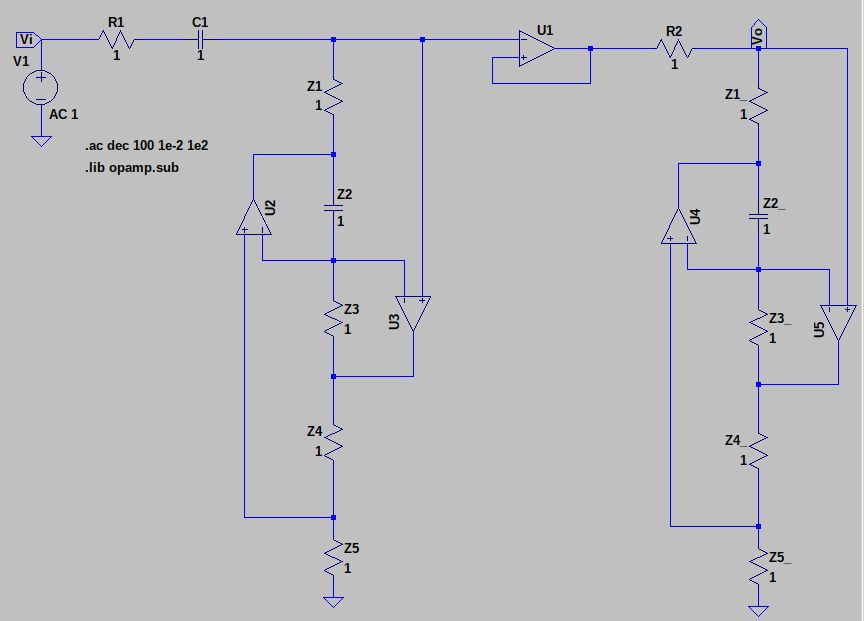 Vi
R1
1
C1
1
V1
AC 1
.ac dec 100 1e-2 1e2
.lib opamp.sub
Z1
1
Z2
1
U2
Z3
1
U3
Z4
1
Z5
1
U1
R2
1
Vo
Z1_
1
Z2_
1
U4
Z3_
1
U5
Z4_
1
Z5_
1